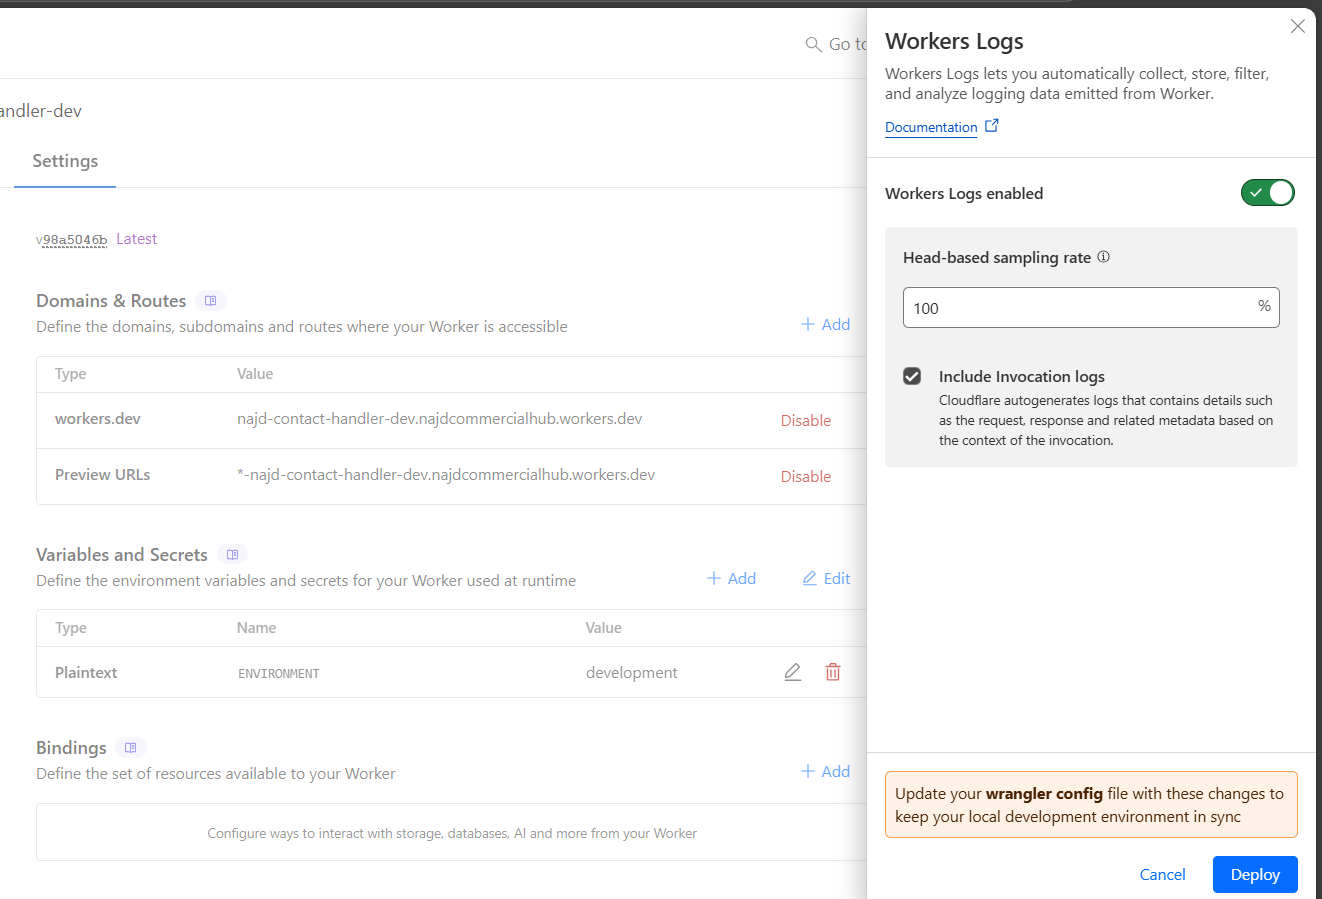 Go to
andler-dev
Settings
v98a5046b Latest
Domains & Routes
Define the domains, subdomains and routes where your Worker is accessible
Add
Type Value
workers.dev najd-contact-handler-dev.najdcommercialhub.workers.dev Disable
Preview URLs *-najd-contact-handler-dev.najdcommercialhub.workers.dev Disable
Variables and Secrets
Define the environment variables and secrets for your Worker used at runtime
Add Edit
Type Name Value
Plaintext ENVIRONMENT development
Bindings
Define the set of resources available to your Worker
Add
Configure ways to interact with storage, databases, AI and more from your Worker
Workers Logs
Workers Logs lets you automatically collect, store, filter,
and analyze logging data emitted from Worker.
Documentation
Workers Logs enabled
Head-based sampling rate
100 %
Include Invocation logs
Cloudflare autogenerates logs that contains details such
as the request, response and related metadata based on
the context of the invocation.
Update your wrangler config file with these changes to
keep your local development environment in sync
Cancel Deploy